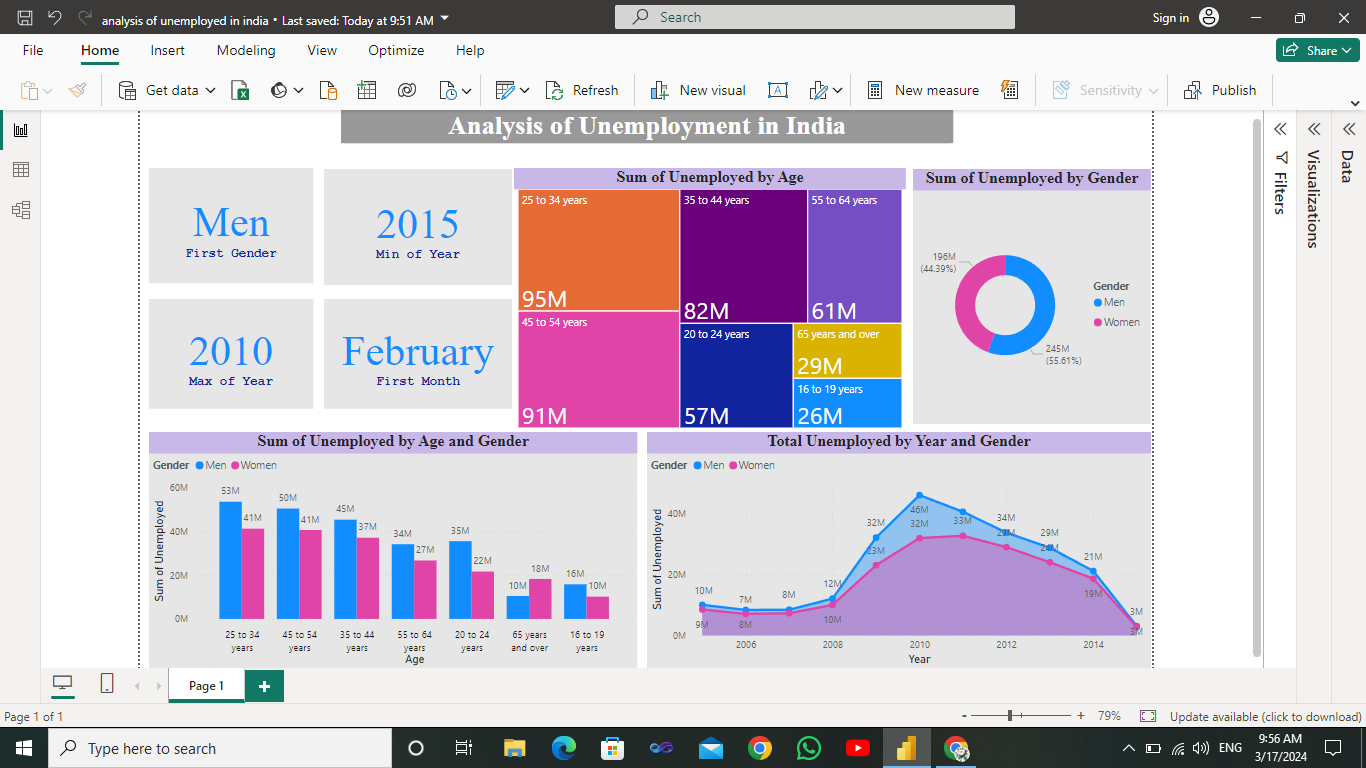 analysis of unemployed in india • Last saved: Today at 9:51 AM
Search
Sign in
File Home Insert Modeling View Optimize Help
Share
Get data
Refresh
New visual
New measure
Sensitivity
Publish
Analysis of Unemployment in India
Men
First Gender
2015
Min of Year
2010
Max of Year
February
First Month
Sum of Unemployed by Age
25 to 34 years
95M
35 to 44 years
82M
55 to 64 years
61M
45 to 54 years
91M
20 to 24 years
57M
65 years and over
29M
16 to 19 years
26M
Sum of Unemployed by Gender
196M
(44.39%)
245M
(55.61%)
Gender
Men
Women
Filters
Visualizations
Data
Sum of Unemployed by Age and Gender
Gender Men Women
Sum of Unemployed
60M
40M
20M
0M
53M 41M 50M 41M 45M 37M 34M 27M 35M 22M 10M 18M 16M 10M
25 to 34 years
45 to 54 years
35 to 44 years
55 to 64 years
20 to 24 years
65 years and over
16 to 19 years
Age
Total Unemployed by Year and Gender
Gender Men Women
Sum of Unemployed
40M
20M
0M
10M 7M 8M 12M 32M 46M 33M 34M 29M 21M 3M
9M 8M 10M 23M 32M 29M 24M 19M 3M
2006 2008 2010 2012 2014
Year
Page 1
+
Page 1 of 1
- + 79%
Update available (click to download)
Type here to search
ENG
9:56 AM
3/17/2024